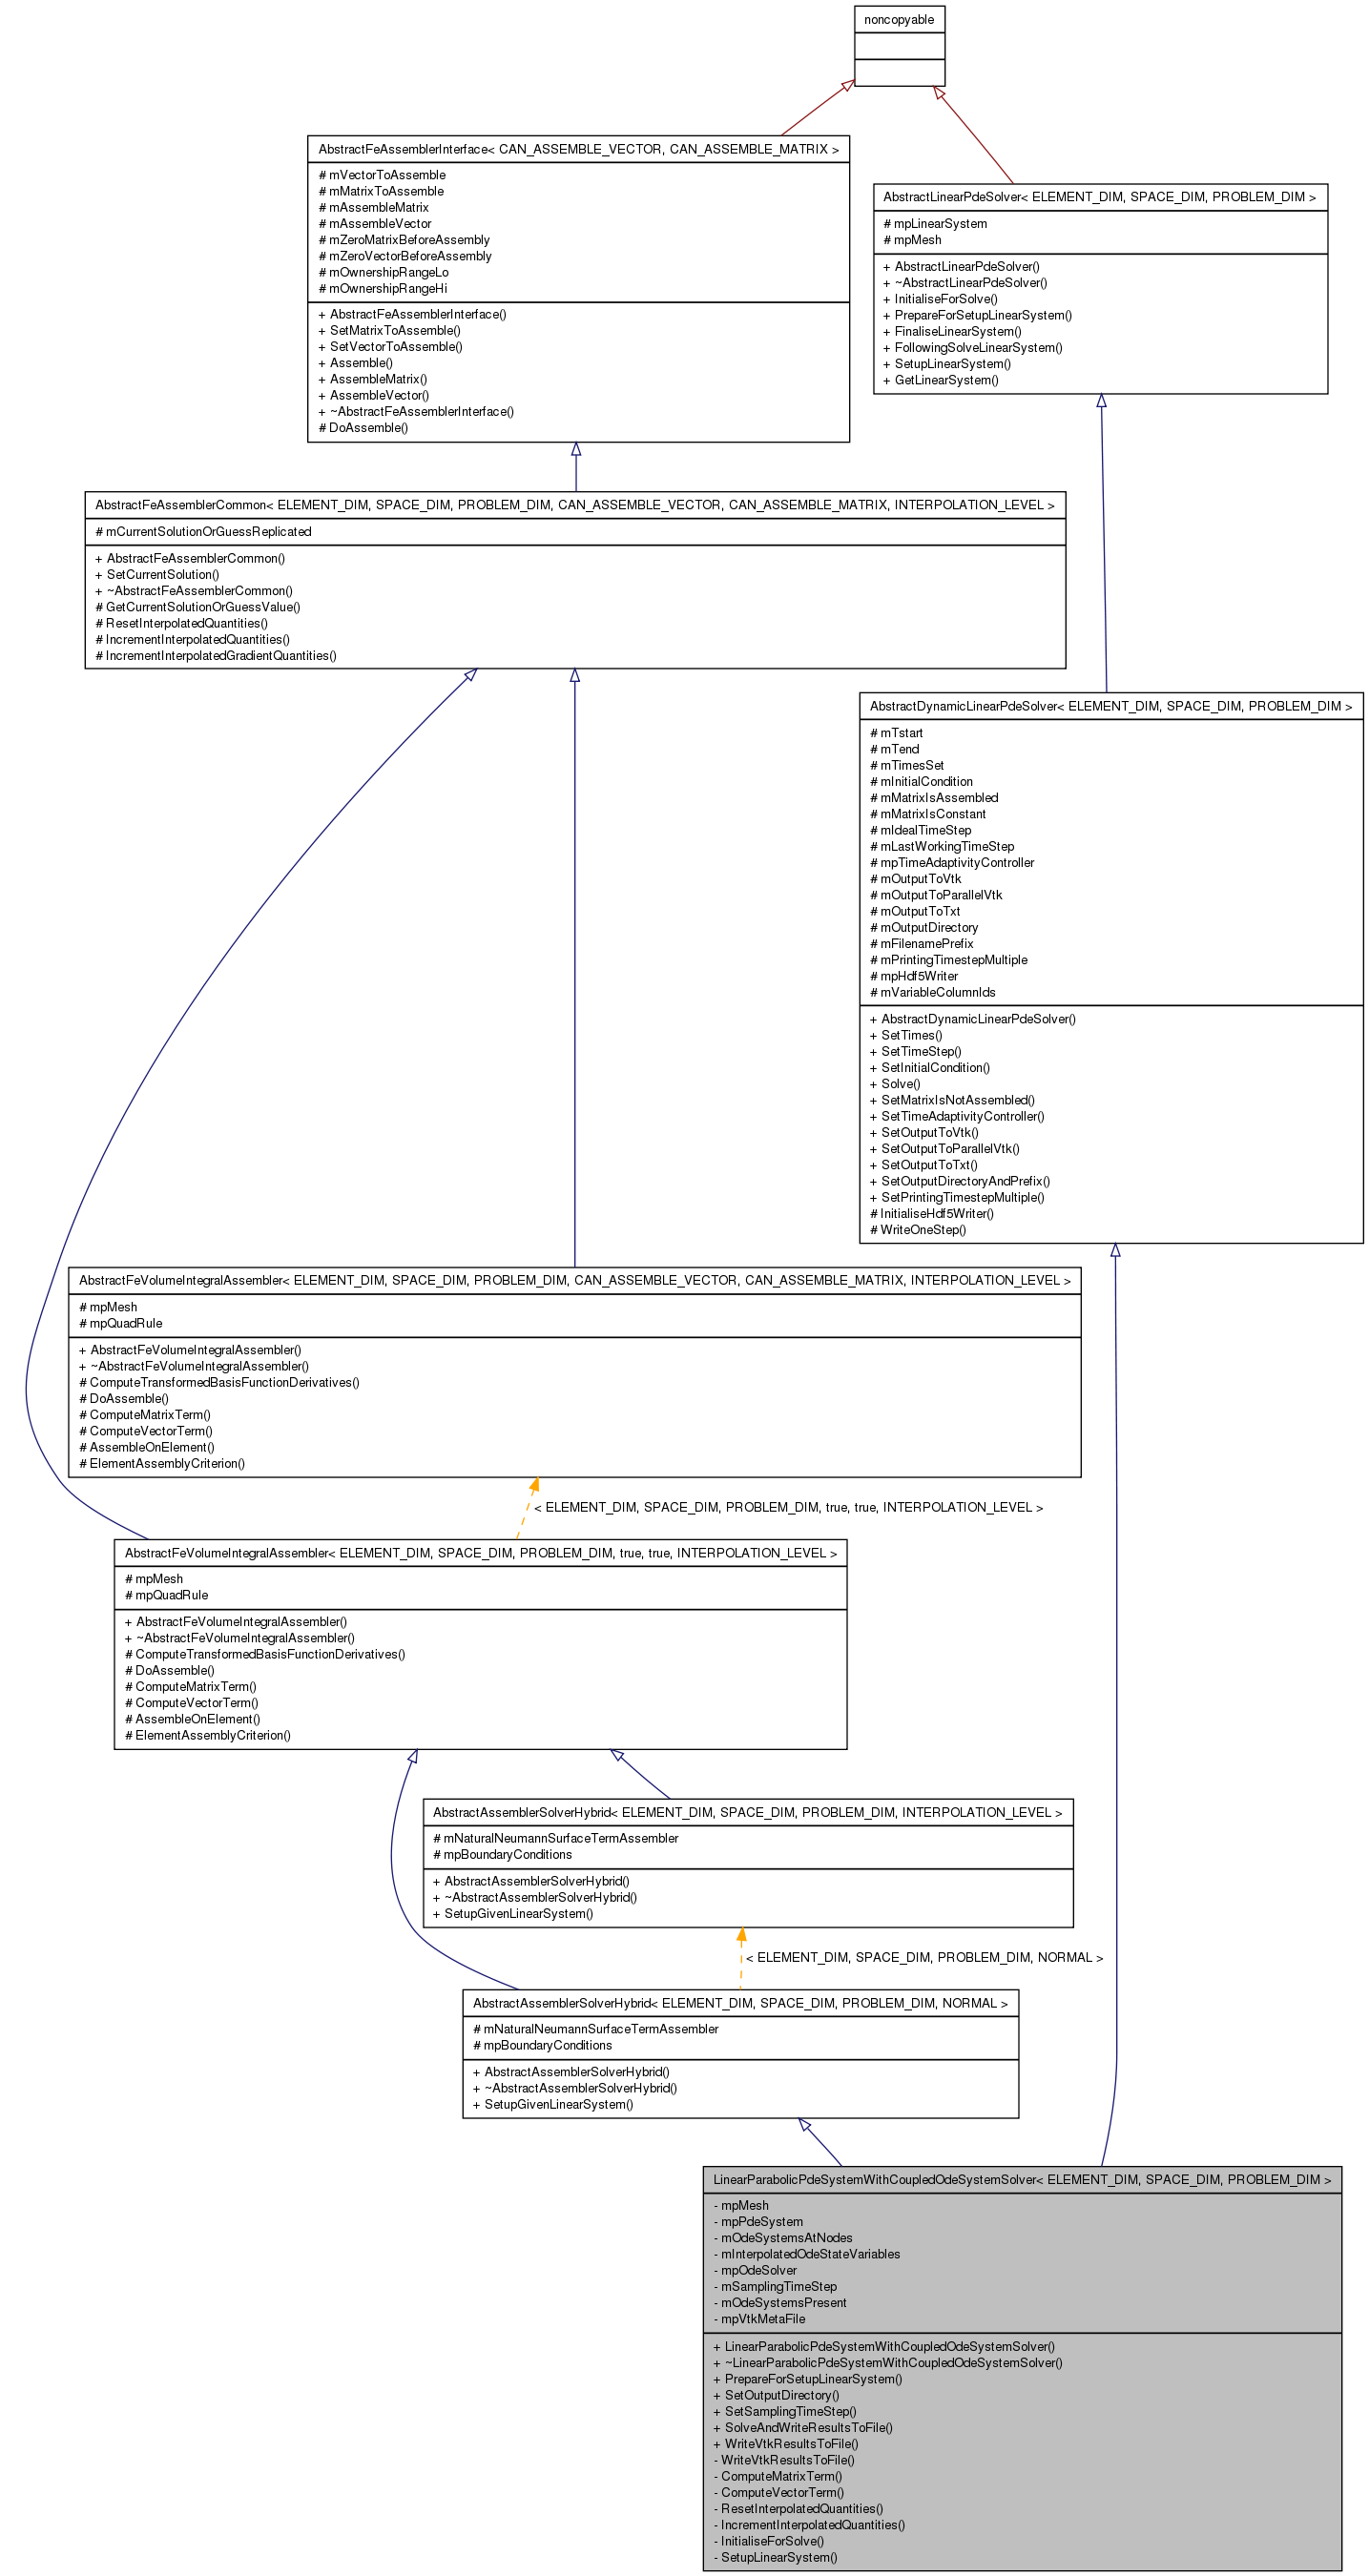 noncopyable
AbstractFeAssemblerInterface< CAN_ASSEMBLE_VECTOR, CAN_ASSEMBLE_MATRIX >
# mVectorToAssemble
# mMatrixToAssemble
# mAssembleMatrix
# mAssembleVector
# mZeroMatrixBeforeAssembly
# mZeroVectorBeforeAssembly
# mOwnershipRangeLo
# mOwnershipRangeHi
+ AbstractFeAssemblerInterface()
+ SetMatrixToAssemble()
+ SetVectorToAssemble()
+ Assemble()
+ AssembleMatrix()
+ AssembleVector()
+ ~AbstractFeAssemblerInterface()
# DoAssemble()
AbstractLinearPdeSolver< ELEMENT_DIM, SPACE_DIM, PROBLEM_DIM >
# mpLinearSystem
# mpMesh
+ AbstractLinearPdeSolver()
+ ~AbstractLinearPdeSolver()
+ InitialiseForSolve()
+ PrepareForSetupLinearSystem()
+ FinaliseLinearSystem()
+ FollowingSolveLinearSystem()
+ SetupLinearSystem()
+ GetLinearSystem()
AbstractFeAssemblerCommon< ELEMENT_DIM, SPACE_DIM, PROBLEM_DIM, CAN_ASSEMBLE_VECTOR, CAN_ASSEMBLE_MATRIX, INTERPOLATION_LEVEL >
# mCurrentSolutionOrGuessReplicated
+ AbstractFeAssemblerCommon()
+ SetCurrentSolution()
+ ~AbstractFeAssemblerCommon()
# GetCurrentSolutionOrGuessValue()
# ResetInterpolatedQuantities()
# IncrementInterpolatedQuantities()
# IncrementInterpolatedGradientQuantities()
AbstractDynamicLinearPdeSolver< ELEMENT_DIM, SPACE_DIM, PROBLEM_DIM >
# mTstart
# mTend
# mTimesSet
# mInitialCondition
# mMatrixIsAssembled
# mMatrixIsConstant
# mIdealTimeStep
# mLastWorkingTimeStep
# mpTimeAdaptivityController
# mOutputToVtk
# mOutputToParallelVtk
# mOutputToTxt
# mOutputDirectory
# mFilenamePrefix
# mPrintingTimestepMultiple
# mpHdf5Writer
# mVariableColumnIds
+ AbstractDynamicLinearPdeSolver()
+ SetTimes()
+ SetTimeStep()
+ SetInitialCondition()
+ Solve()
+ SetMatrixIsNotAssembled()
+ SetTimeAdaptivityController()
+ SetOutputToVtk()
+ SetOutputToParallelVtk()
+ SetOutputToTxt()
+ SetOutputDirectoryAndPrefix()
+ SetPrintingTimestepMultiple()
# InitialiseHdf5Writer()
# WriteOneStep()
AbstractFeVolumeIntegralAssembler< ELEMENT_DIM, SPACE_DIM, PROBLEM_DIM, CAN_ASSEMBLE_VECTOR, CAN_ASSEMBLE_MATRIX, INTERPOLATION_LEVEL >
# mpMesh
# mpQuadRule
+ AbstractFeVolumeIntegralAssembler()
+ ~AbstractFeVolumeIntegralAssembler()
# ComputeTransformedBasisFunctionDerivatives()
# DoAssemble()
# ComputeMatrixTerm()
# ComputeVectorTerm()
# AssembleOnElement()
# ElementAssemblyCriterion()
< ELEMENT_DIM, SPACE_DIM, PROBLEM_DIM, true, true, INTERPOLATION_LEVEL >
AbstractFeVolumeIntegralAssembler< ELEMENT_DIM, SPACE_DIM, PROBLEM_DIM, true, true, INTERPOLATION_LEVEL >
# mpMesh
# mpQuadRule
+ AbstractFeVolumeIntegralAssembler()
+ ~AbstractFeVolumeIntegralAssembler()
# ComputeTransformedBasisFunctionDerivatives()
# DoAssemble()
# ComputeMatrixTerm()
# ComputeVectorTerm()
# AssembleOnElement()
# ElementAssemblyCriterion()
AbstractAssemblerSolverHybrid< ELEMENT_DIM, SPACE_DIM, PROBLEM_DIM, INTERPOLATION_LEVEL >
# mNaturalNeumannSurfaceTermAssembler
# mpBoundaryConditions
+ AbstractAssemblerSolverHybrid()
+ ~AbstractAssemblerSolverHybrid()
+ SetupGivenLinearSystem()
< ELEMENT_DIM, SPACE_DIM, PROBLEM_DIM, NORMAL >
AbstractAssemblerSolverHybrid< ELEMENT_DIM, SPACE_DIM, PROBLEM_DIM, NORMAL >
# mNaturalNeumannSurfaceTermAssembler
# mpBoundaryConditions
+ AbstractAssemblerSolverHybrid()
+ ~AbstractAssemblerSolverHybrid()
+ SetupGivenLinearSystem()
LinearParabolicPdeSystemWithCoupledOdeSystemSolver< ELEMENT_DIM, SPACE_DIM, PROBLEM_DIM >
- mpMesh
- mpPdeSystem
- mOdeSystemsAtNodes
- mInterpolatedOdeStateVariables
- mpOdeSolver
- mSamplingTimeStep
- mOdeSystemsPresent
- mpVtkMetaFile
+ LinearParabolicPdeSystemWithCoupledOdeSystemSolver()
+ ~LinearParabolicPdeSystemWithCoupledOdeSystemSolver()
+ PrepareForSetupLinearSystem()
+ SetOutputDirectory()
+ SetSamplingTimeStep()
+ SolveAndWriteResultsToFile()
+ WriteVtkResultsToFile()
- WriteVtkResultsToFile()
- ComputeMatrixTerm()
- ComputeVectorTerm()
- ResetInterpolatedQuantities()
- IncrementInterpolatedQuantities()
- InitialiseForSolve()
- SetupLinearSystem()